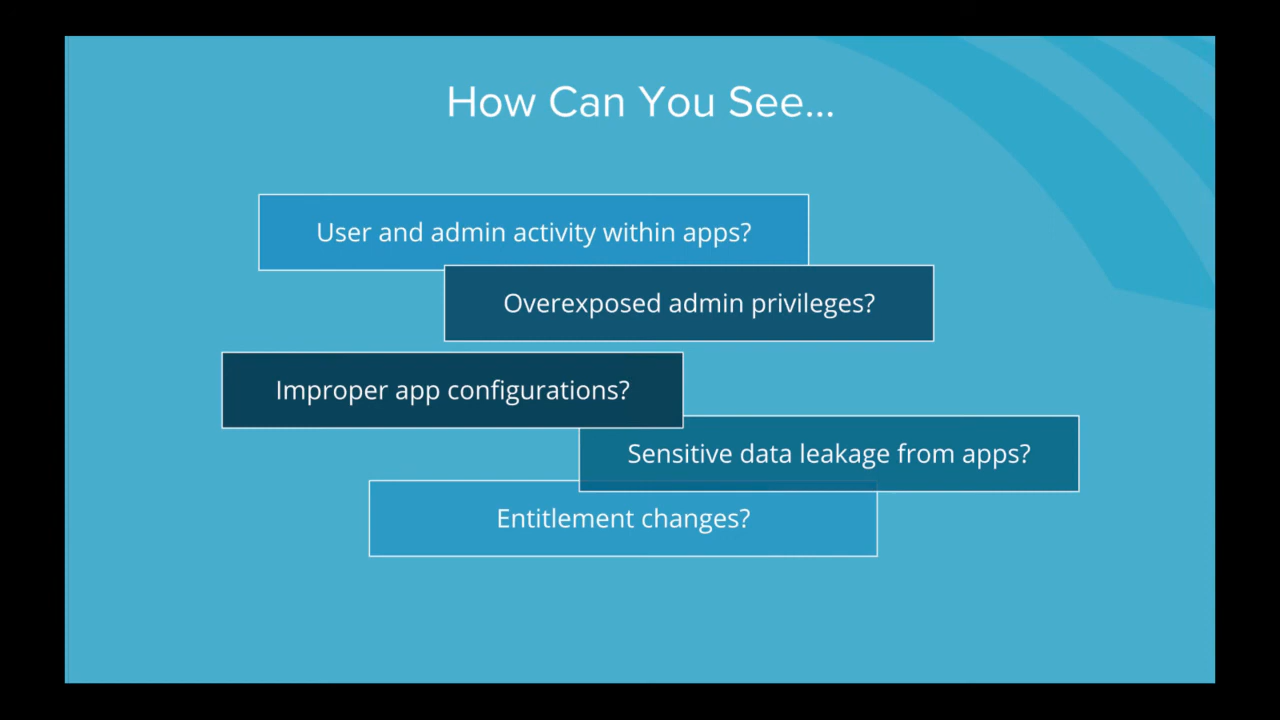 How Can You See...
User and admin activity within apps?
Overexposed admin privileges?
Improper app configurations?
Sensitive data leakage from apps?
Entitlement changes?